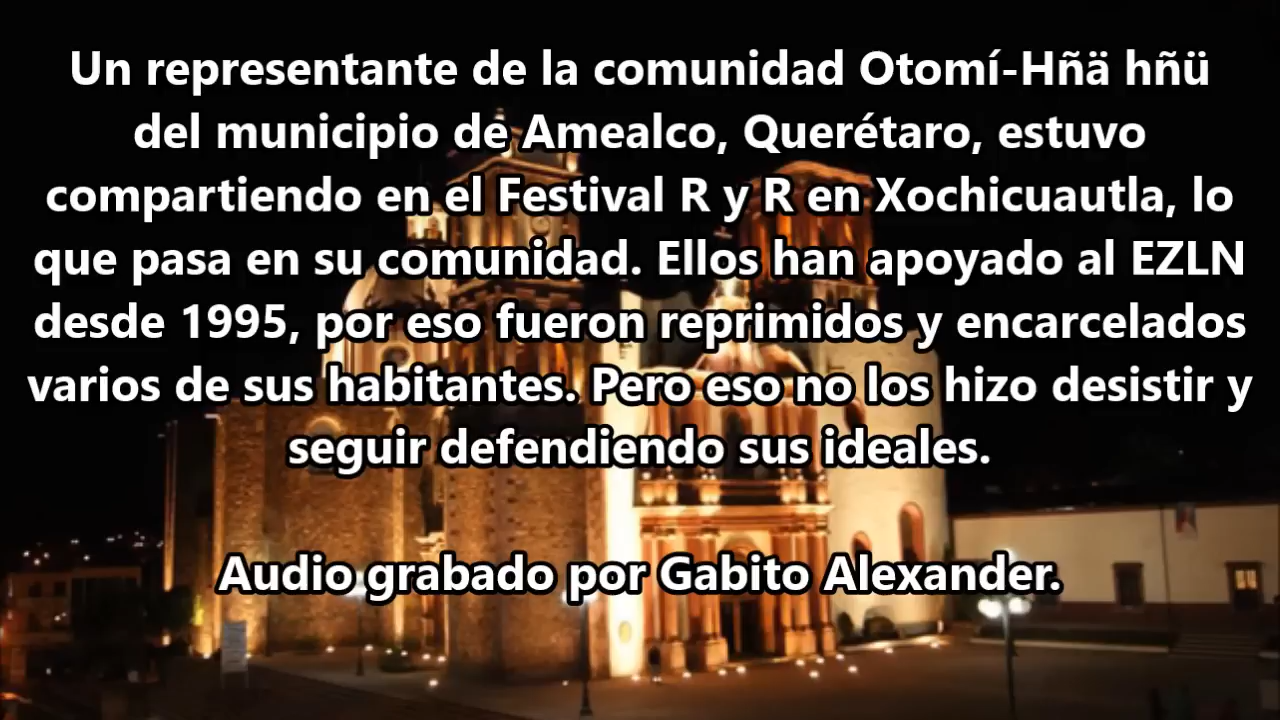 Un representante de la comunidad Otomí-Hñä hñü
del municipio de Amealco, Querétaro, estuvo
compartiendo en el Festival R y R en Xochicuautla, lo
que pasa en su comunidad. Ellos han apoyado al EZLN
desde 1995, por eso fueron reprimidos y encarcelados
varios de sus habitantes. Pero eso no los hizo desistir y
seguir defendiendo sus ideales.
Audio grabado por Gabito Alexander.